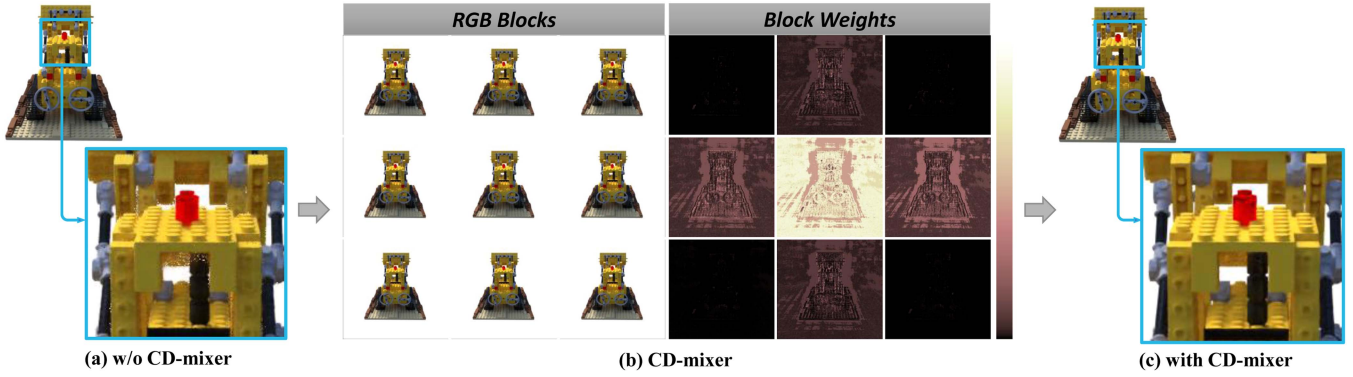 RGB Blocks
Block Weights
(a) w/o CD-mixer
(b) CD-mixer
(c) with CD-mixer